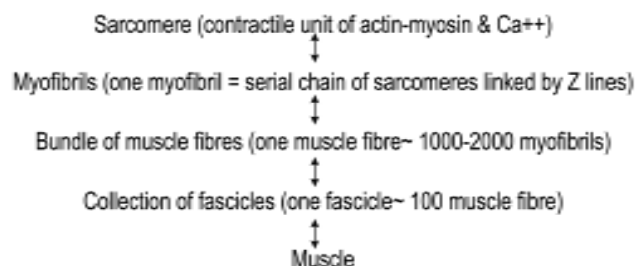 Sarcomere (contractile unit of actin-myosin & Ca++)
Myofibrils (one myofibril = serial chain of sarcomeres linked by Z lines)
Bundle of muscle fibres (one muscle fibre~ 1000-2000 myofibrils)
Collection of fascicles (one fascicle~ 100 muscle fibre)
Muscle